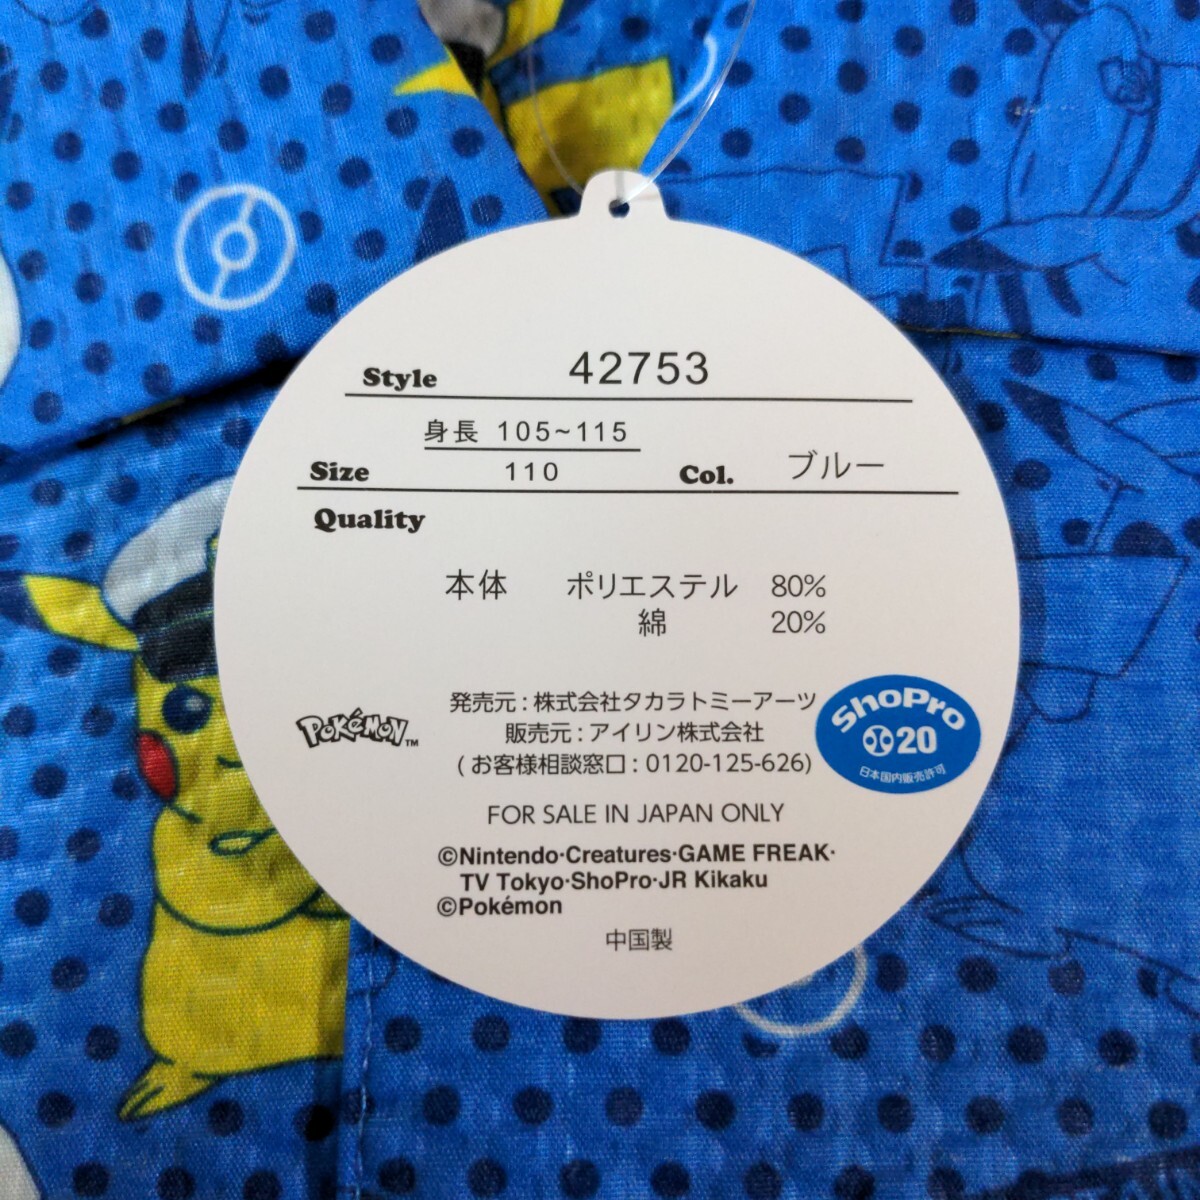 Style 42753
身長 105~115
Size 110 Col. ブルー
Quality
本体 ポリエステル 80%
綿 20%
POKéMON™
発売元:株式会社タカラトミーアーツ
販売元:アイリン株式会社
(お客様相談窓口:0120-125-626)
ShoPro
20
日本国内販売許可
FOR SALE IN JAPAN ONLY
©Nintendo·Creatures·GAME FREAK·
TV Tokyo·ShoPro·JR Kikaku
©Pokémon
中国製